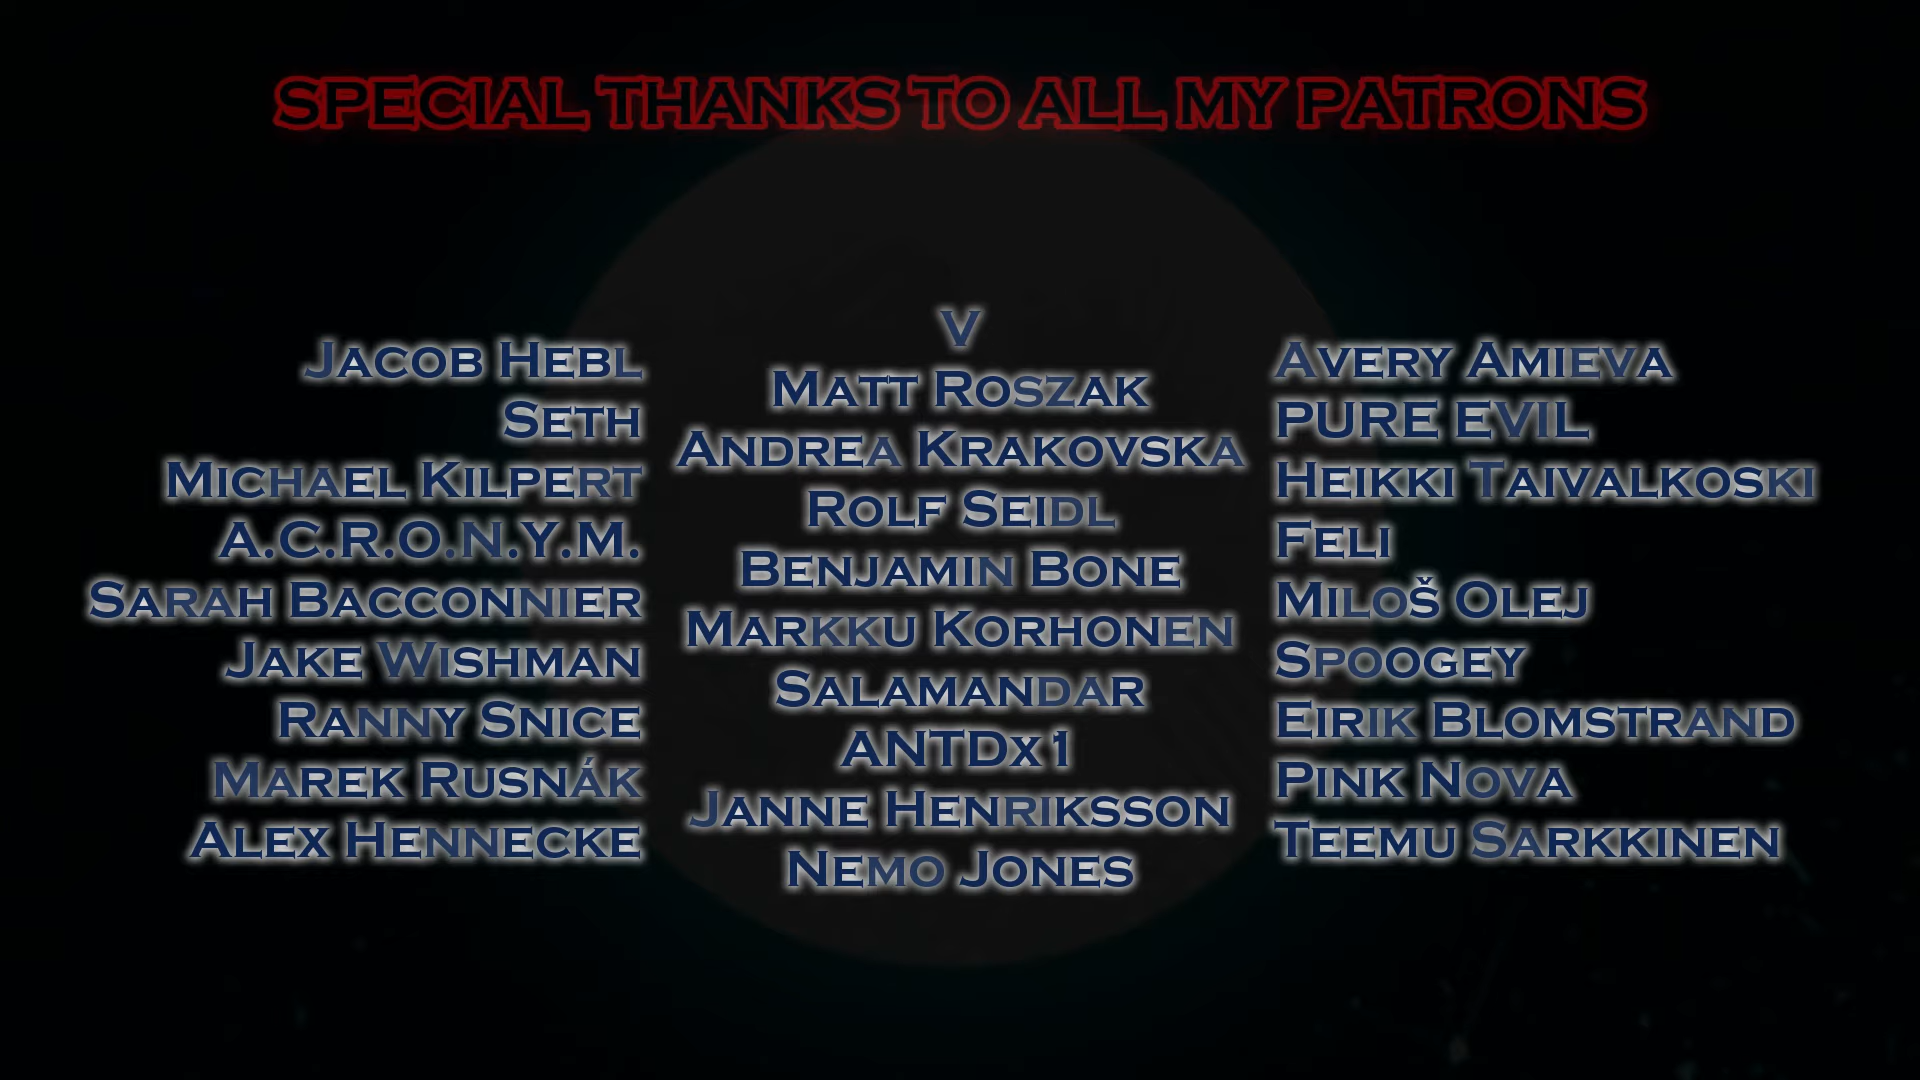 SPECIAL THANKS TO ALL MY PATRONS
Jacob Hebl
Seth
Michael Kilpert
A.C.R.O.N.Y.M.
Sarah Bacconnier
Jake Wishman
Ranny Snice
Marek Rusnák
Alex Hennecke
V
Matt Roszak
Andrea Krakovska
Rolf Seidl
Benjamin Bone
Markku Korhonen
Salamandar
ANTDx1
Janne Henriksson
Nemo Jones
Avery Amieva
PURE EVIL
Heikki Taivalkoski
Feli
Miloš Olej
Spoogey
Eirik Blomstrand
Pink Nova
Teemu Sarkkinen